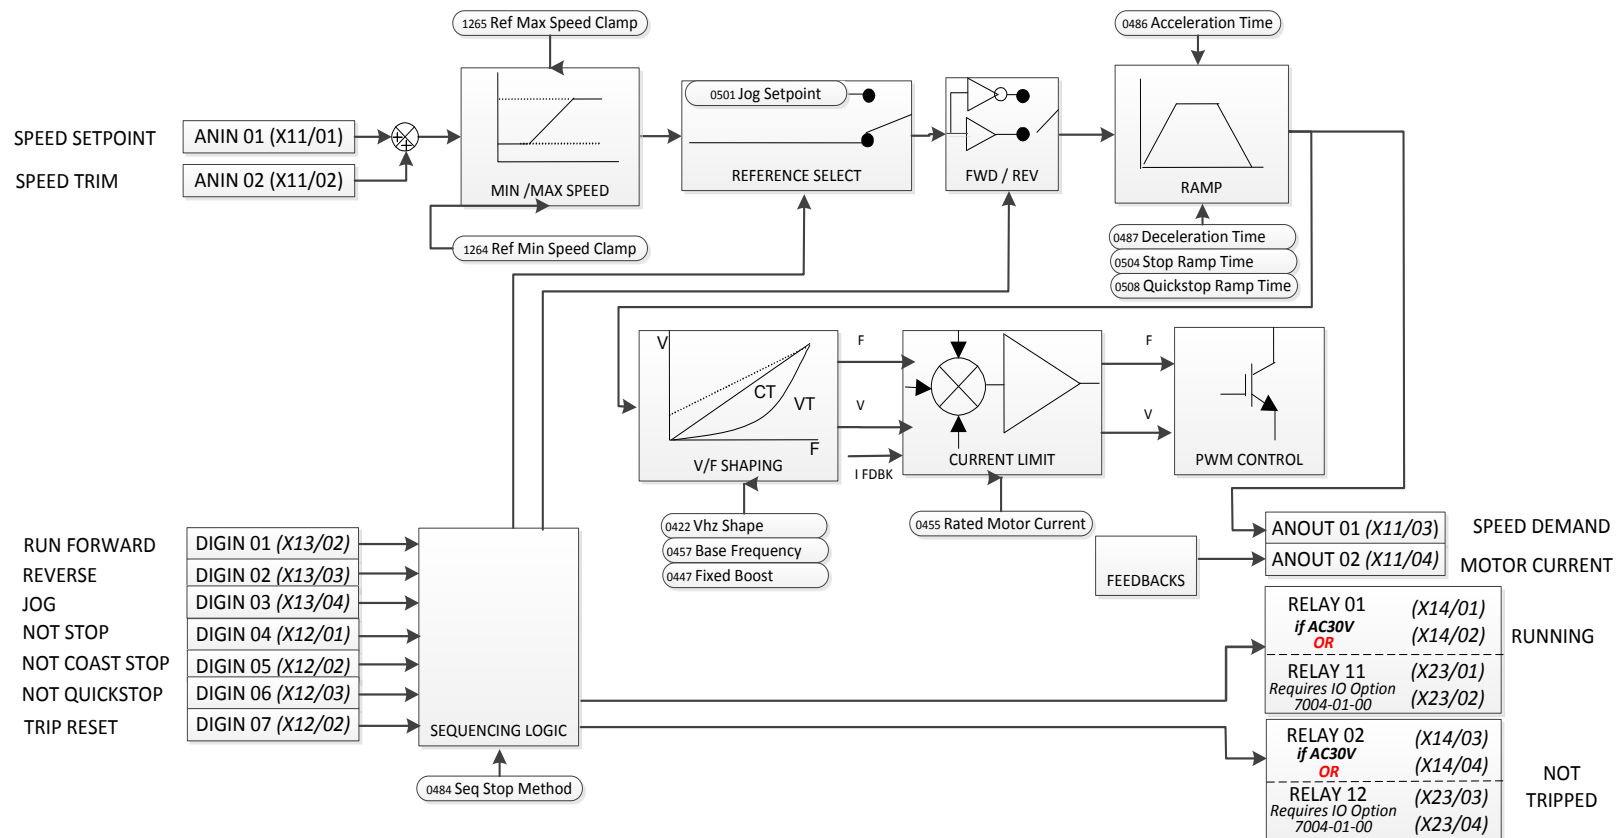 1265 Ref Max Speed Clamp
0486 Acceleration Time
SPEED SETPOINT
ANIN 01 (X11/01)
SPEED TRIM
ANIN 02 (X11/02)
MIN /MAX SPEED
0501 Jog Setpoint
REFERENCE SELECT
FWD / REV
RAMP
1264 Ref Min Speed Clamp
0487 Deceleration Time
0504 Stop Ramp Time
0508 Quickstop Ramp Time
V
CT
VT
F
V/F SHAPING
F
V
I FDBK
CURRENT LIMIT
F
V
PWM CONTROL
0422 Vhz Shape
0457 Base Frequency
0447 Fixed Boost
0455 Rated Motor Current
FEEDBACKS
ANOUT 01 (X11/03)
SPEED DEMAND
ANOUT 02 (X11/04)
MOTOR CURRENT
RUN FORWARD
DIGIN 01 (X13/02)
REVERSE
DIGIN 02 (X13/03)
JOG
DIGIN 03 (X13/04)
NOT STOP
DIGIN 04 (X12/01)
NOT COAST STOP
DIGIN 05 (X12/02)
NOT QUICKSTOP
DIGIN 06 (X12/03)
TRIP RESET
DIGIN 07 (X12/02)
SEQUENCING LOGIC
0484 Seq Stop Method
RELAY 01 (X14/01)
if AC30V (X14/02)
OR
RUNNING
RELAY 11 (X23/01)
Requires IO Option (X23/02)
7004-01-00
RELAY 02 (X14/03)
if AC30V (X14/04)
OR
NOT
TRIPPED
RELAY 12 (X23/03)
Requires IO Option
7004-01-00 (X23/04)